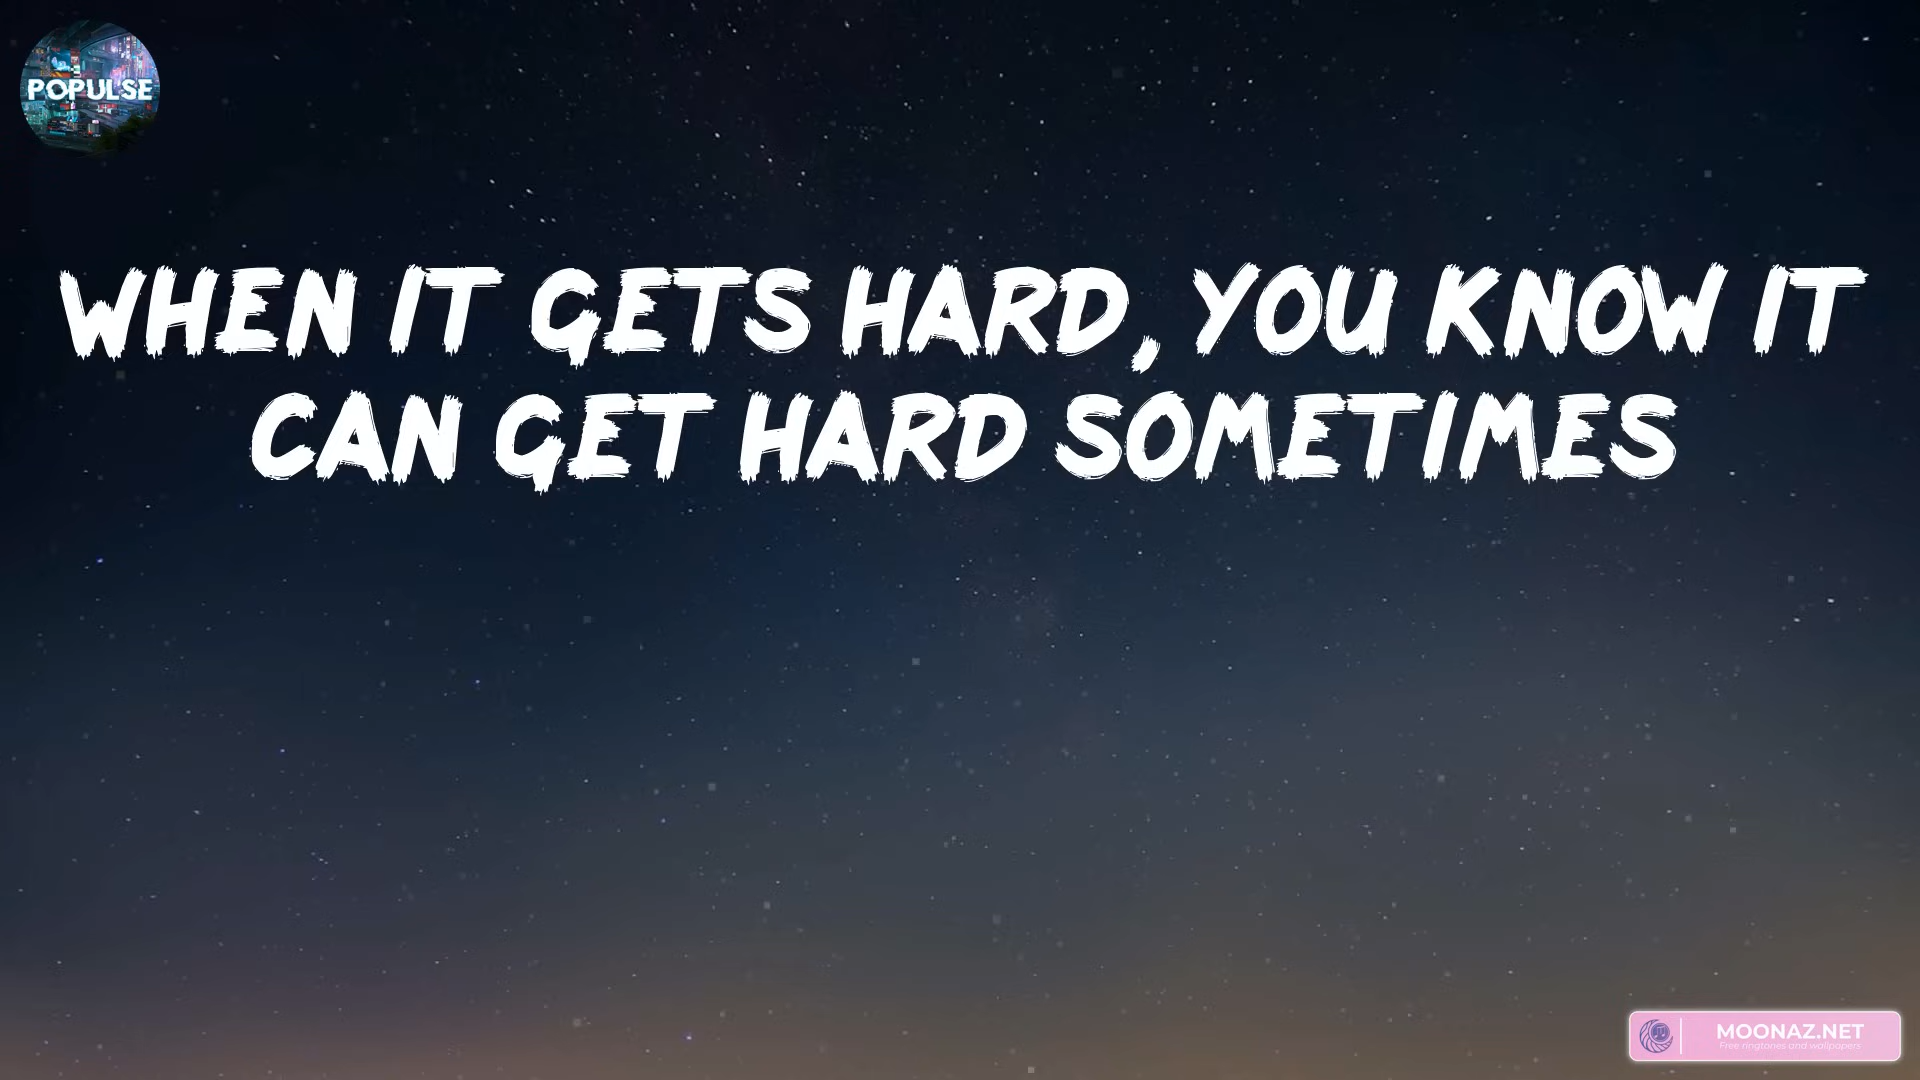 POPULSE
WHEN IT GETS HARD, YOU KNOW IT
CAN GET HARD SOMETIMES
MOONAZ.NET
Free ringtones and wallpapers